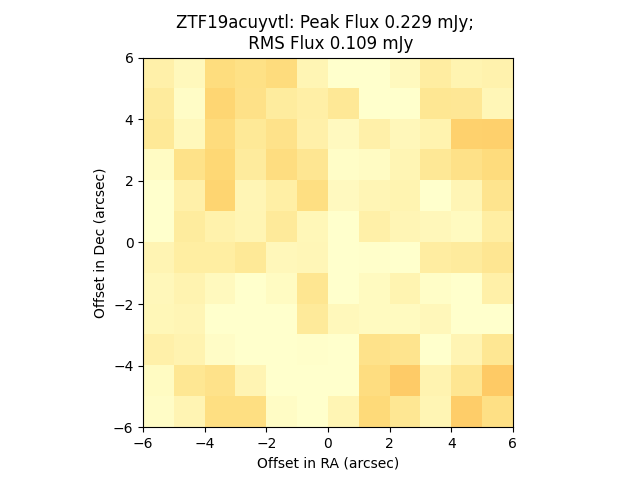 ZTF19acuyvtl: Peak Flux 0.229 mJy;
RMS Flux 0.109 mJy
6
4
2
0
−2
−4
−6
Offset in Dec (arcsec)
−6 −4 −2 0 2 4 6
Offset in RA (arcsec)